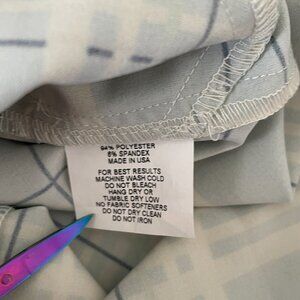 94% POLYESTER
6% SPANDEX
MADE IN USA
FOR BEST RESULTS
MACHINE WASH COLD
DO NOT BLEACH
HANG DRY OR
TUMBLE DRY LOW
NO FABRIC SOFTENERS
DO NOT DRY CLEAN
DO NOT IRON